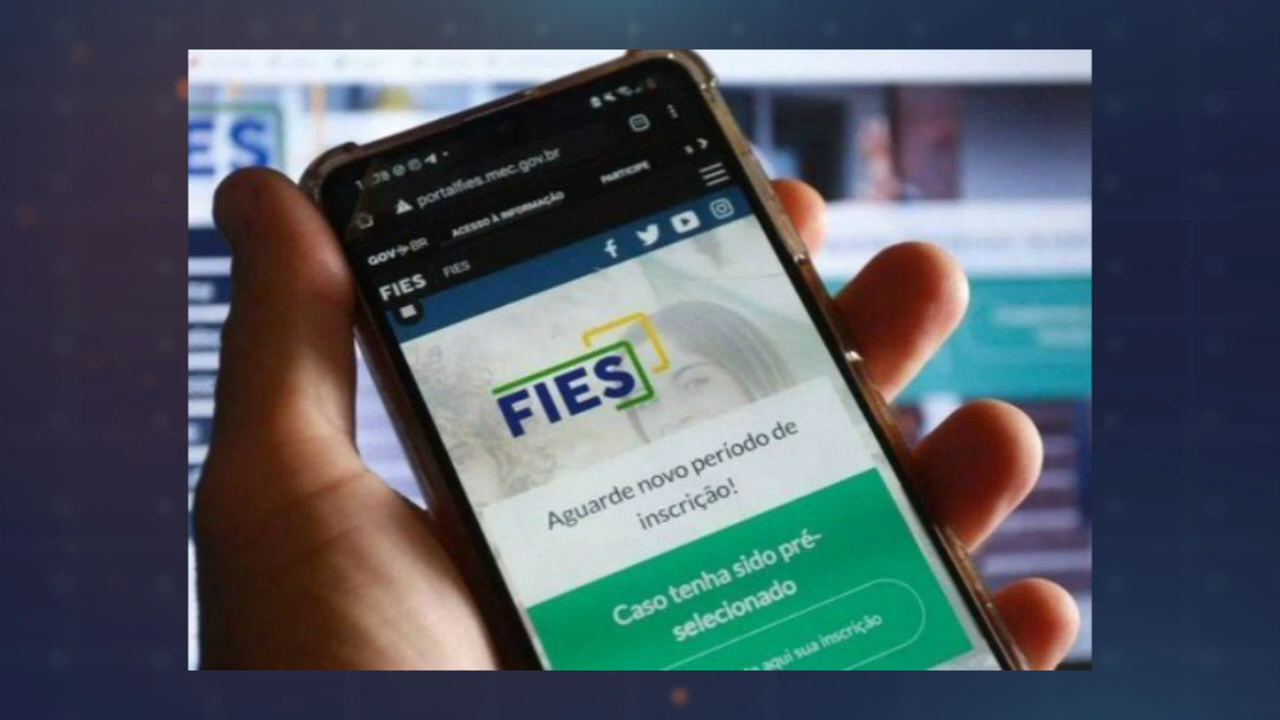 portalfies.mec.gov.br
PARTICIPE
GOV BR
ACESSO À INFORMAÇÃO
FIES
FIES
FIES
Aguarde novo período de
inscrição!
Caso tenha sido pré-
selecionado
aqui sua inscrição
ES